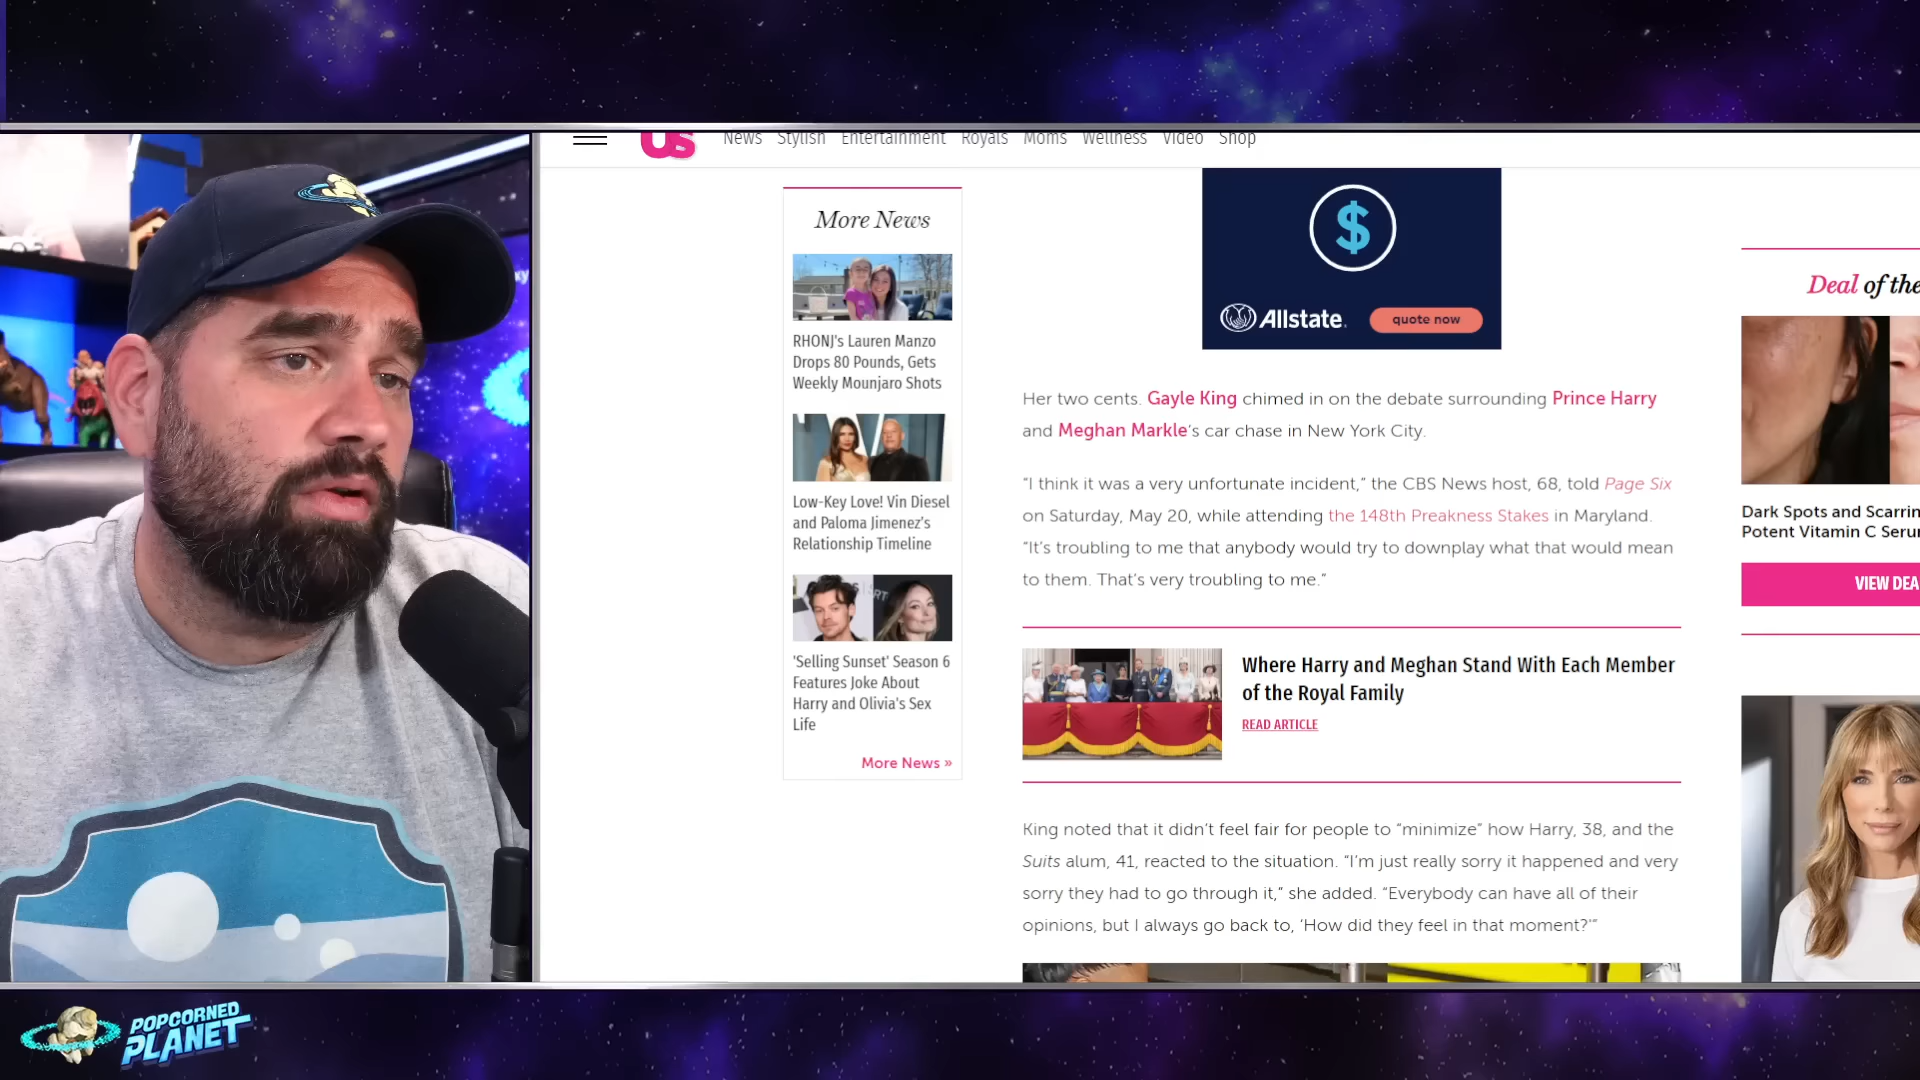 Us
News Stylish Entertainment Royals Moms Wellness Video Shop
More News
RHONJ's Lauren Manzo
Drops 80 Pounds, Gets
Weekly Mounjaro Shots
Low-Key Love! Vin Diesel
and Paloma Jimenez's
Relationship Timeline
'Selling Sunset' Season 6
Features Joke About
Harry and Olivia's Sex
Life
More News »
$
Allstate.
quote now
Her two cents. Gayle King chimed in on the debate surrounding Prince Harry
and Meghan Markle's car chase in New York City.
“I think it was a very unfortunate incident,” the CBS News host, 68, told Page Six
on Saturday, May 20, while attending the 148th Preakness Stakes in Maryland.
“It's troubling to me that anybody would try to downplay what that would mean
to them. That's very troubling to me.”
Where Harry and Meghan Stand With Each Member
of the Royal Family
READ ARTICLE
King noted that it didn't feel fair for people to “minimize” how Harry, 38, and the
Suits alum, 41, reacted to the situation. “I'm just really sorry it happened and very
sorry they had to go through it,” she added. “Everybody can have all of their
opinions, but I always go back to, ‘How did they feel in that moment?'”
Deal of the
Dark Spots and Scarrin
Potent Vitamin C Seru
VIEW DEA
POPCORNED
PLANET